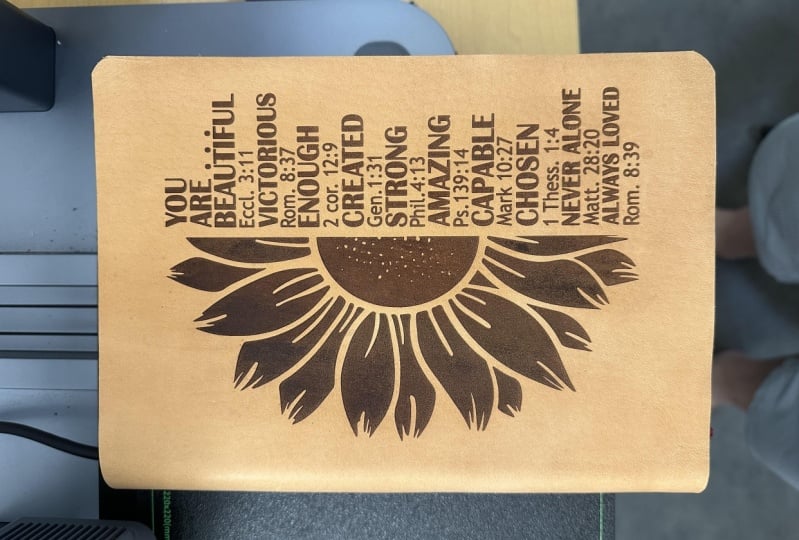 YOU
ARE...
BEAUTIFUL
Eccl. 3:11
VICTORIOUS
Rom. 8:37
ENOUGH
2 cor. 12:9
CREATED
Gen.1:31
STRONG
Phil.4:13
AMAZING
Ps.139:14
CAPABLE
Mark 10:27
CHOSEN
1 Thess. 1:4
NEVER ALONE
Matt. 28:20
ALWAYS LOVED
Rom. 8:39
220x220(mm